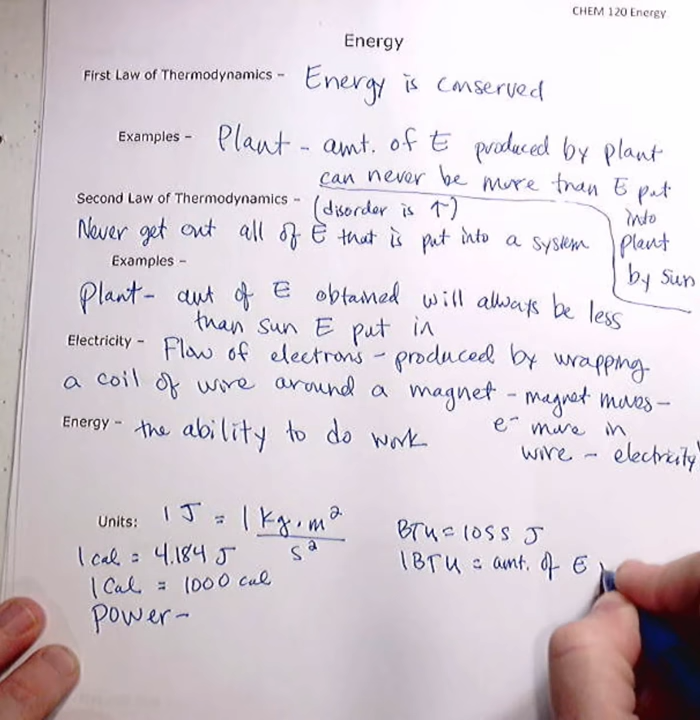 CHEM 120 Energy
Energy
First Law of Thermodynamics – Energy is conserved
Examples – Plant – amt. of E produced by plant
can never be more than E put
into
plant
by sun
Second Law of Thermodynamics – (disorder is ↑)
Never get out all of E that is put into a system
Examples –
Plant – amt of E obtained will always be less
than sun E put in
Electricity – Flow of electrons – produced by wrapping
a coil of wire around a magnet – magnet moves –
e⁻ move in
wire – electricity
Energy – the ability to do work
Units: 1 J = 1 kg · m²
s²
1 cal = 4.184 J
1 Cal = 1000 cal
Power –
BTU = 1055 J
1 BTU = amt. of E